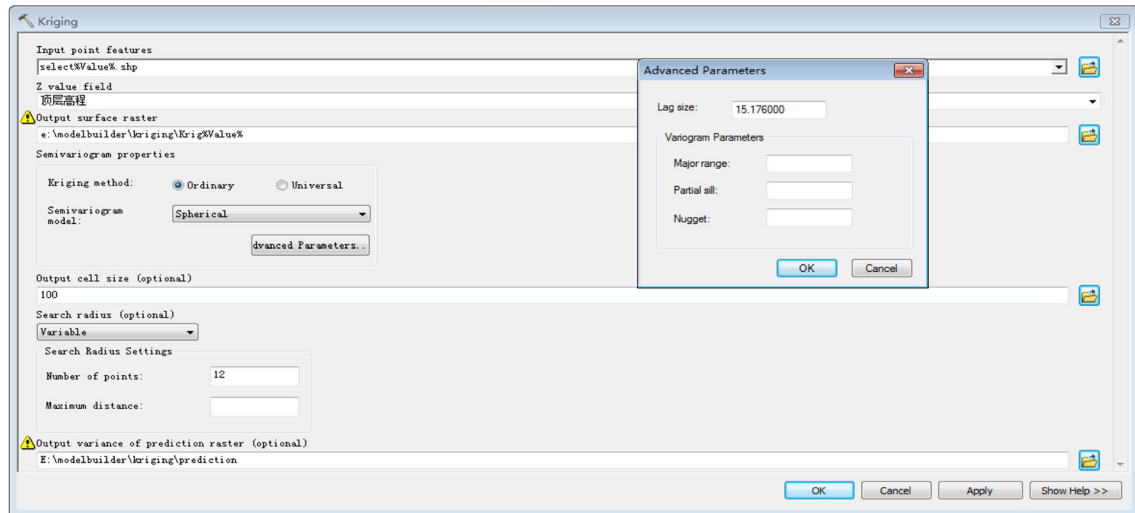 Kriging
Input point features
select%Value%.shp
Z value field
顶层高程
Output surface raster
e:\modelbuilder\kriging\Krig%Value%
Semivariogram properties
Kriging method: Ordinary Universal
Semivariogram model: Spherical
dvanced Parameters..
Output cell size (optional)
100
Search radius (optional)
Variable
Search Radius Settings
Number of points: 12
Maximum distance:
Output variance of prediction raster (optional)
E:\modelbuilder\kriging\prediction
OK Cancel Apply Show Help >>
Advanced Parameters
Lag size: 15.176000
Variogram Parameters
Major range:
Partial sill:
Nugget:
OK Cancel